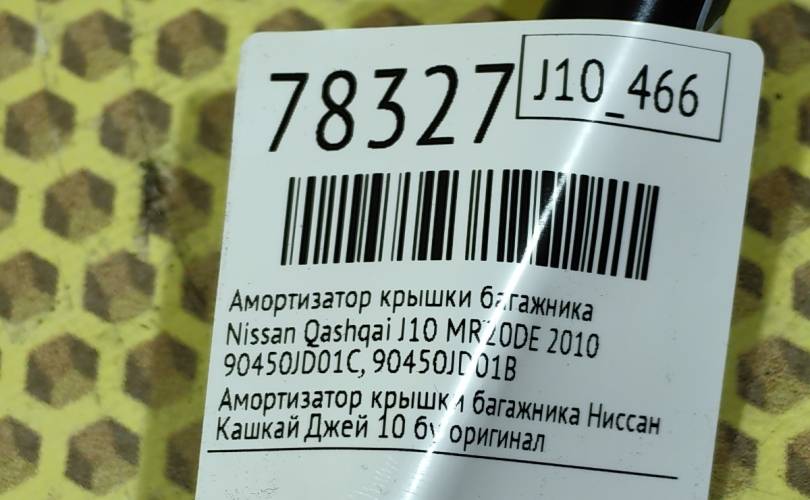 78327
J10_466
Амортизатор крышки багажника
Nissan Qashqai J10 MR20DE 2010
90450JD01C, 90450JD01B
Амортизатор крышки багажника Ниссан
Кашкай Джей 10 бу оригинал